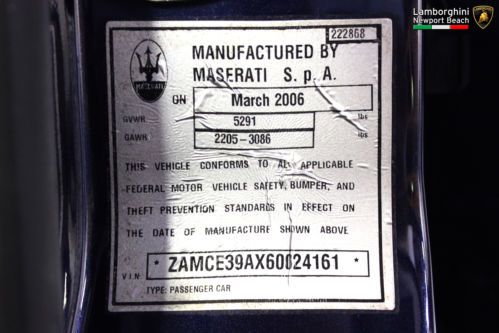 Lamborghini
Newport Beach
222868
MASERATI
MANUFACTURED BY
MASERATI S. p. A.
ON March 2006
GVWR 5291 lbs
GAWR 2205-3086 lbs
THIS VEHICLE CONFORMS TO ALL APPLICABLE
FEDERAL MOTOR VEHICLE SAFETY, BUMPER, AND
THEFT PREVENTION STANDARDS IN EFFECT ON
THE DATE OF MANUFACTURE SHOWN ABOVE
V.I.N: * ZAMCE39AX60024161 *
TYPE: PASSENGER CAR